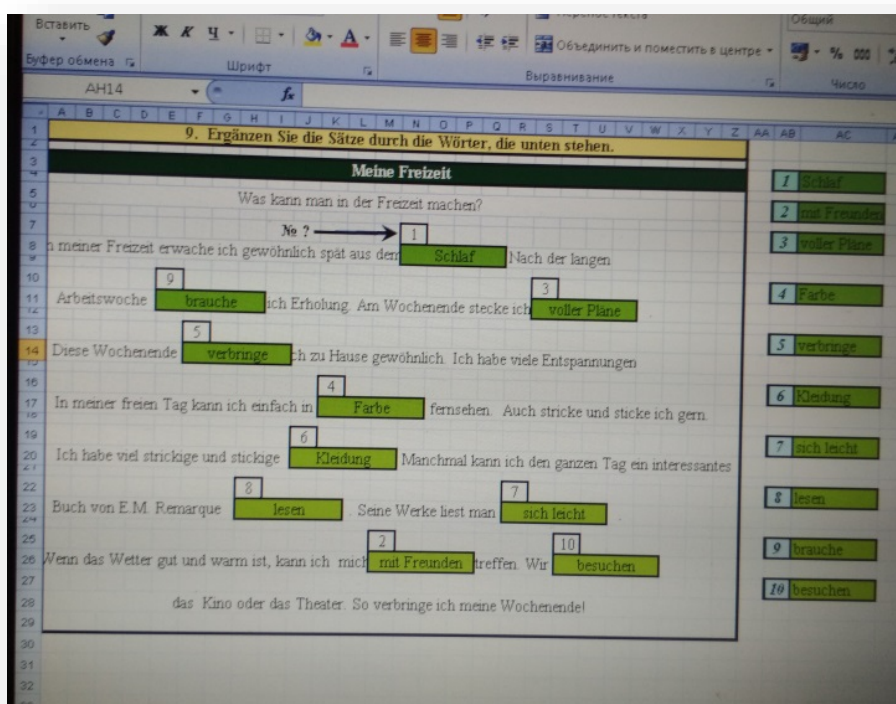 Вставить
Ж К Ч
А
Объединить и поместить в центре
Общий
% 000
Буфер обмена
Шрифт
Выравнивание
Число
AH14
fx
A B C D E F G H I J K L M N O P Q R S T U V W X Y Z AA AB AC
9. Ergänzen Sie die Sätze durch die Wörter, die unten stehen.
Meine Freizeit
1 Schlaf
Was kann man in der Freizeit machen?
2 mit Freunden
№ ? 1
3 voller Pläne
n meiner Freizeit erwache ich gewöhnlich spät aus dem Schlaf Nach der langen
9 3
4 Farbe
Arbeitswoche brauche ich Erholung. Am Wochenende stecke ich voller Pläne
5
5 verbringe
Diese Wochenende verbringe ch zu Hause gewöhnlich. Ich habe viele Entspannungen
4
6 Kleidung
In meiner freien Tag kann ich einfach in Farbe fernsehen. Auch stricke und sticke ich gern.
6
7 sich leicht
Ich habe viel strickige und stickige Kleidung Manchmal kann ich den ganzen Tag ein interessantes
8 7
8 lesen
Buch von E.M. Remarque lesen . Seine Werke liest man sich leicht
2 10
9 brauche
Wenn das Wetter gut und warm ist, kann ich mich mit Freunden treffen. Wir besuchen
10 besuchen
das Kino oder das Theater. So verbringe ich meine Wochenende!